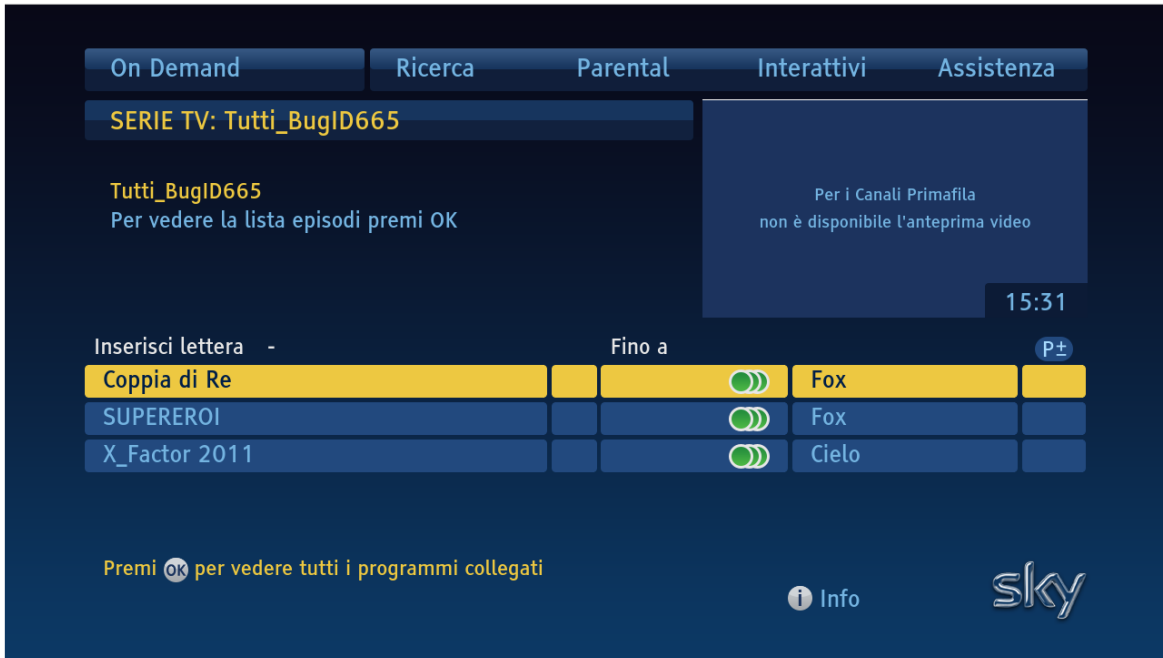 On Demand Ricerca Parental Interattivi Assistenza
SERIE TV: Tutti_BugID665
Tutti_BugID665
Per vedere la lista episodi premi OK
Per i Canali Primafila
non è disponibile l'anteprima video
15:31
Inserisci lettera - Fino a P±
Coppia di Re Fox
SUPEREROI Fox
X_Factor 2011 Cielo
Premi OK per vedere tutti i programmi collegati
i Info
sky